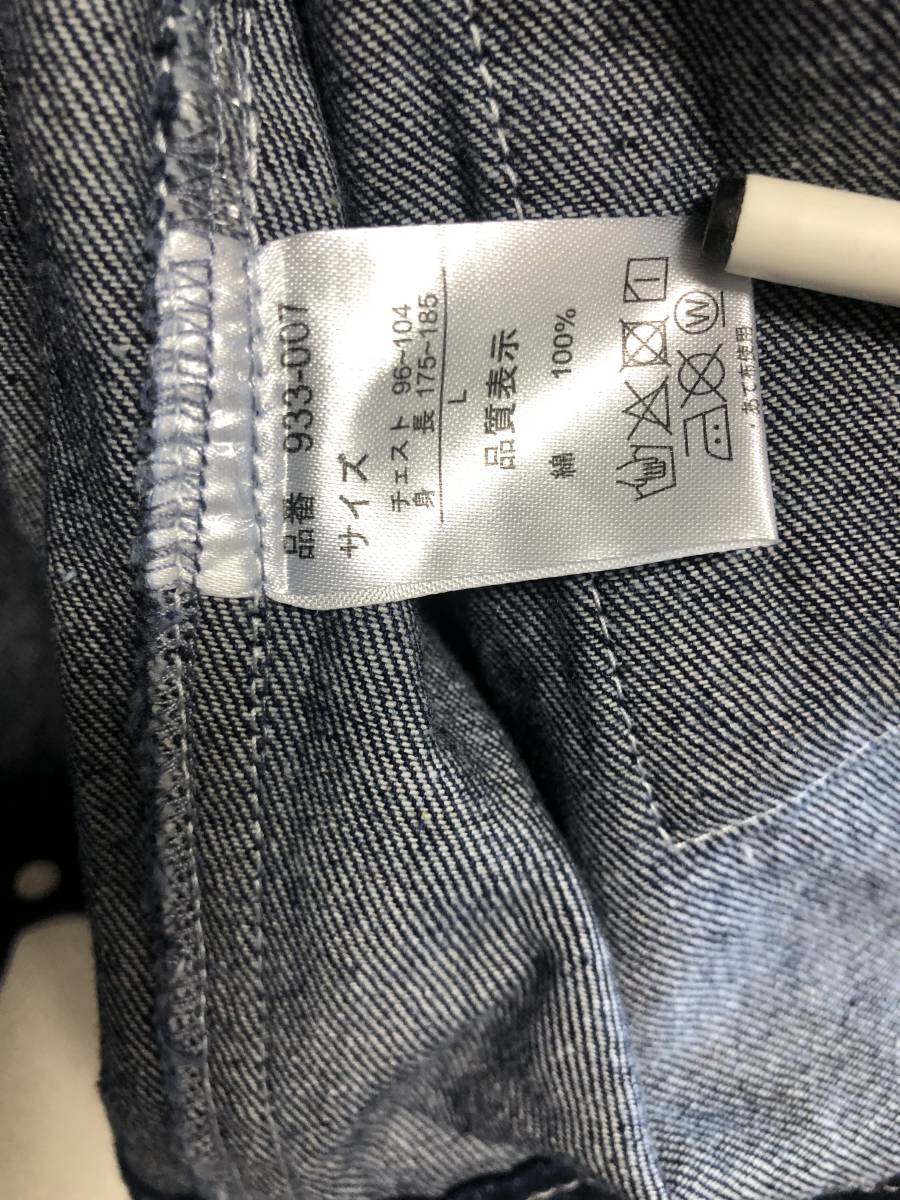 品番 933-007
サイズ
チェスト 96~104
身長 175~185
L
品質表示
綿 100%
W
あて布使用